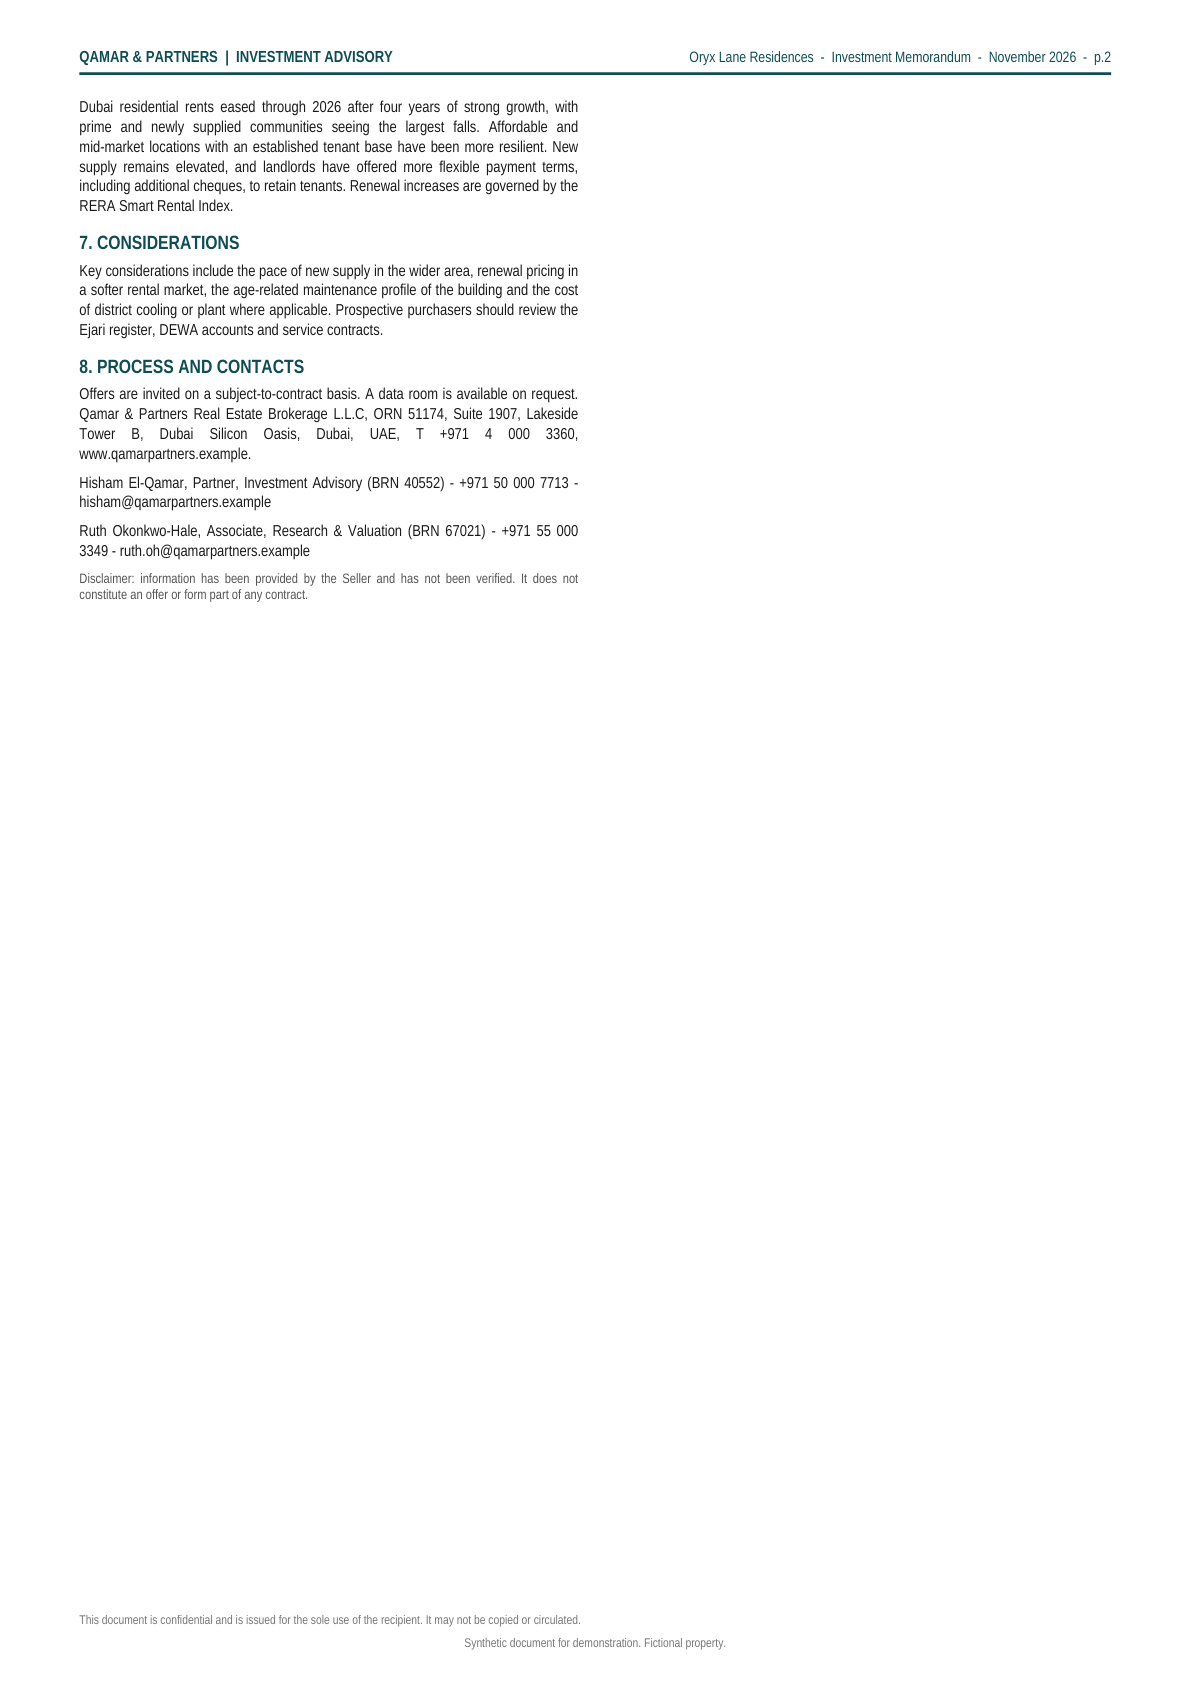 QAMAR & PARTNERS | INVESTMENT ADVISORY
Oryx Lane Residences - Investment Memorandum - November 2026 - p.2
Dubai residential rents eased through 2026 after four years of strong growth, with
prime and newly supplied communities seeing the largest falls. Affordable and
mid-market locations with an established tenant base have been more resilient. New
supply remains elevated, and landlords have offered more flexible payment terms,
including additional cheques, to retain tenants. Renewal increases are governed by the
RERA Smart Rental Index.
7. CONSIDERATIONS
Key considerations include the pace of new supply in the wider area, renewal pricing in
a softer rental market, the age-related maintenance profile of the building and the cost
of district cooling or plant where applicable. Prospective purchasers should review the
Ejari register, DEWA accounts and service contracts.
8. PROCESS AND CONTACTS
Offers are invited on a subject-to-contract basis. A data room is available on request.
Qamar & Partners Real Estate Brokerage L.L.C, ORN 51174, Suite 1907, Lakeside
Tower B, Dubai Silicon Oasis, Dubai, UAE, T +971 4 000 3360,
www.qamarpartners.example.
Hisham El-Qamar, Partner, Investment Advisory (BRN 40552) - +971 50 000 7713 -
hisham@qamarpartners.example
Ruth Okonkwo-Hale, Associate, Research & Valuation (BRN 67021) - +971 55 000
3349 - ruth.oh@qamarpartners.example
Disclaimer: information has been provided by the Seller and has not been verified. It does not
constitute an offer or form part of any contract.
This document is confidential and is issued for the sole use of the recipient. It may not be copied or circulated.
Synthetic document for demonstration. Fictional property.